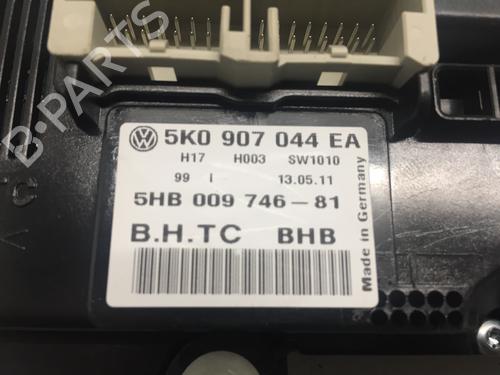 B-PARTS
5K0 907 044 EA
H17 H003 SW1010
99 I- 13.05.11
5HB 009 746-81
B.H.TC BHB
Made in Germany